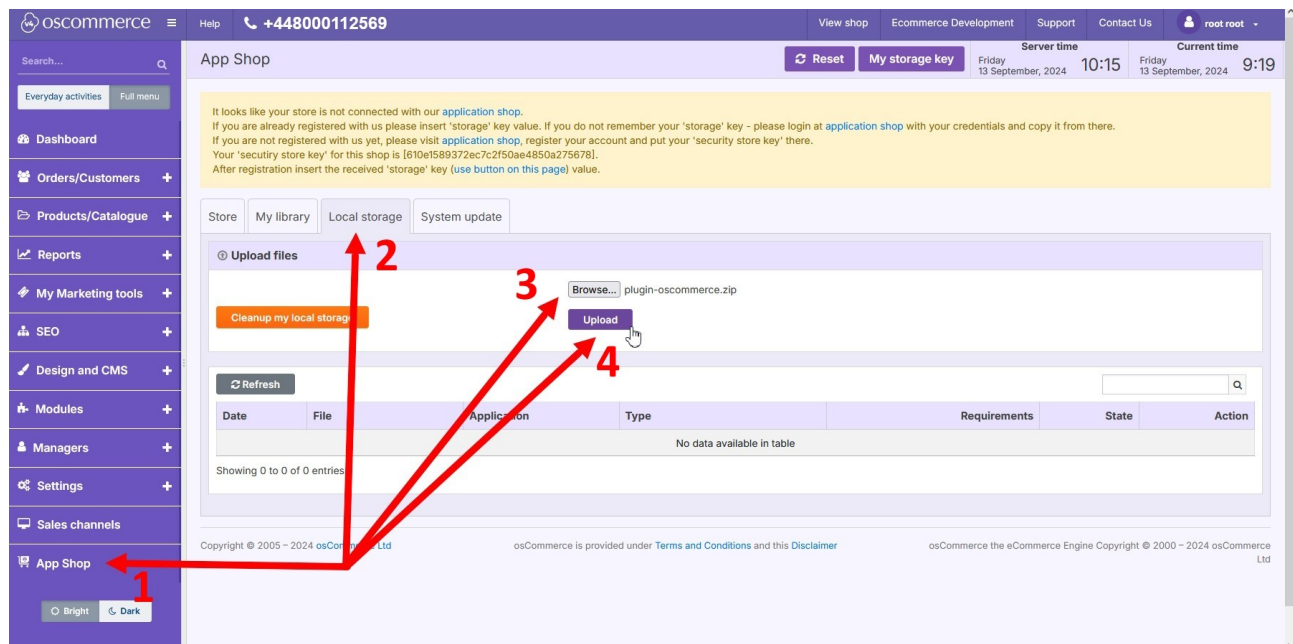 oscommerce
Help +448000112569 View shop Ecommerce Development Support Contact Us root root
Search...
Everyday activities Full menu
Dashboard
Orders/Customers +
Products/Catalogue +
Reports +
My Marketing tools +
SEO +
Design and CMS +
Modules +
Managers +
Settings +
Sales channels
App Shop
1
Bright Dark
App Shop Reset My storage key
Server time
Friday
13 September, 2024 10:15
Current time
Friday
13 September, 2024 9:19
It looks like your store is not connected with our application shop.
If you are already registered with us please insert 'storage' key value. If you do not remember your 'storage' key - please login at application shop with your credentials and copy it from there.
If you are not registered with us yet, please visit application shop, register your account and put your 'security store key' there.
Your 'secutiry store key' for this shop is [610e1589372ec7c2f50ae4850a275678].
After registration insert the received 'storage' key (use button on this page) value.
Store My library Local storage System update
2
Upload files
3
Browse... plugin-oscommerce.zip
Cleanup my local storage
Upload
4
Refresh
Date File Application Type Requirements State Action
No data available in table
Showing 0 to 0 of 0 entries
Copyright © 2005 – 2024 osCommerce Ltd osCommerce is provided under Terms and Conditions and this Disclaimer osCommerce the eCommerce Engine Copyright © 2000 – 2024 osCommerce
Ltd